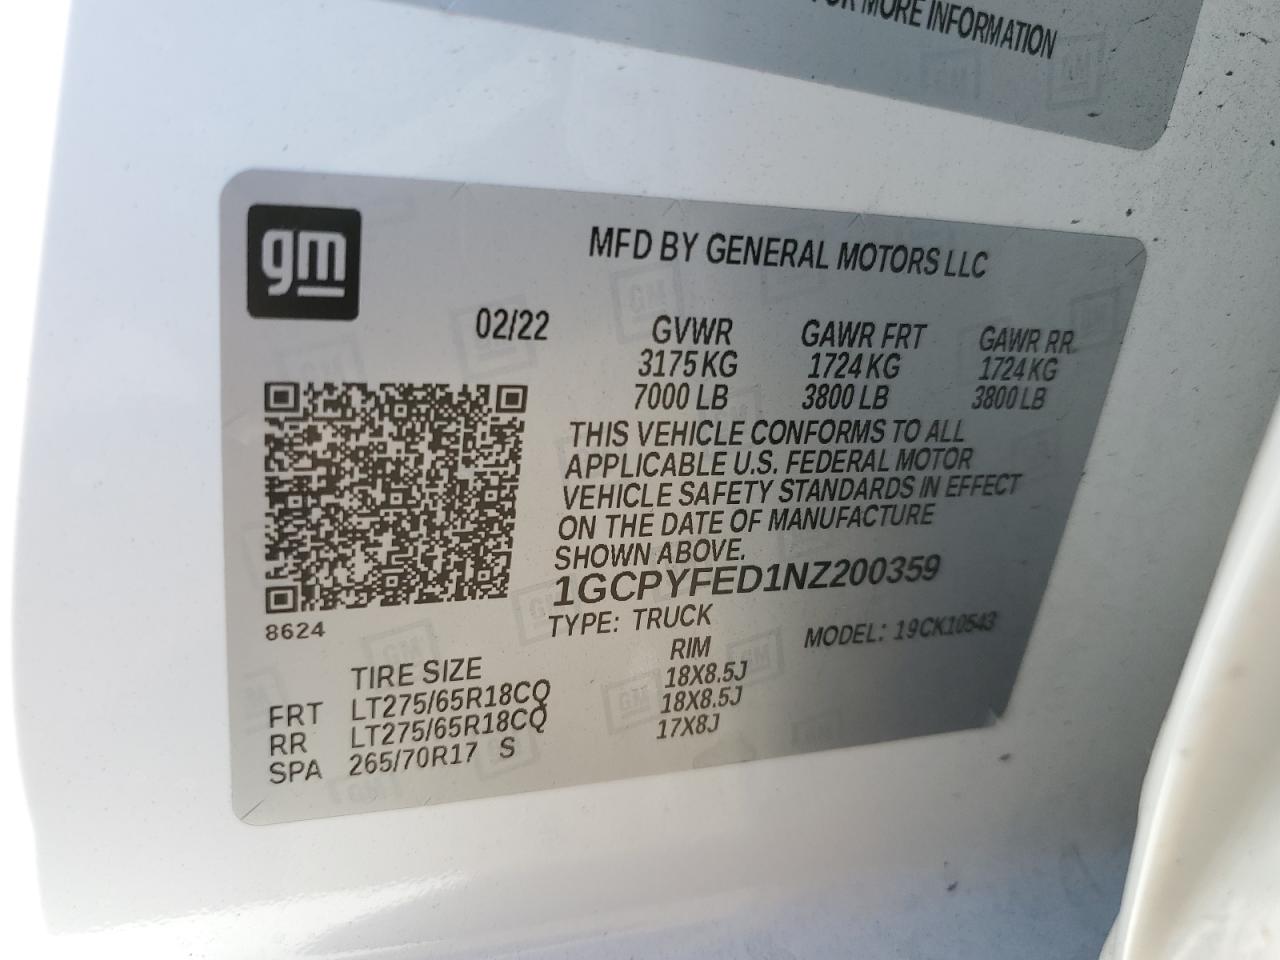 FOR MORE INFORMATION
gm
MFD BY GENERAL MOTORS LLC
02/22 GVWR GAWR FRT GAWR RR
3175 KG 1724 KG 1724 KG
7000 LB 3800 LB 3800 LB
THIS VEHICLE CONFORMS TO ALL
APPLICABLE U.S. FEDERAL MOTOR
VEHICLE SAFETY STANDARDS IN EFFECT
ON THE DATE OF MANUFACTURE
SHOWN ABOVE.
1GCPYFED1NZ200359
8624
TYPE: TRUCK MODEL: 19CK10543
TIRE SIZE RIM
FRT LT275/65R18CQ 18X8.5J
RR LT275/65R18CQ 18X8.5J
SPA 265/70R17 S 17X8J